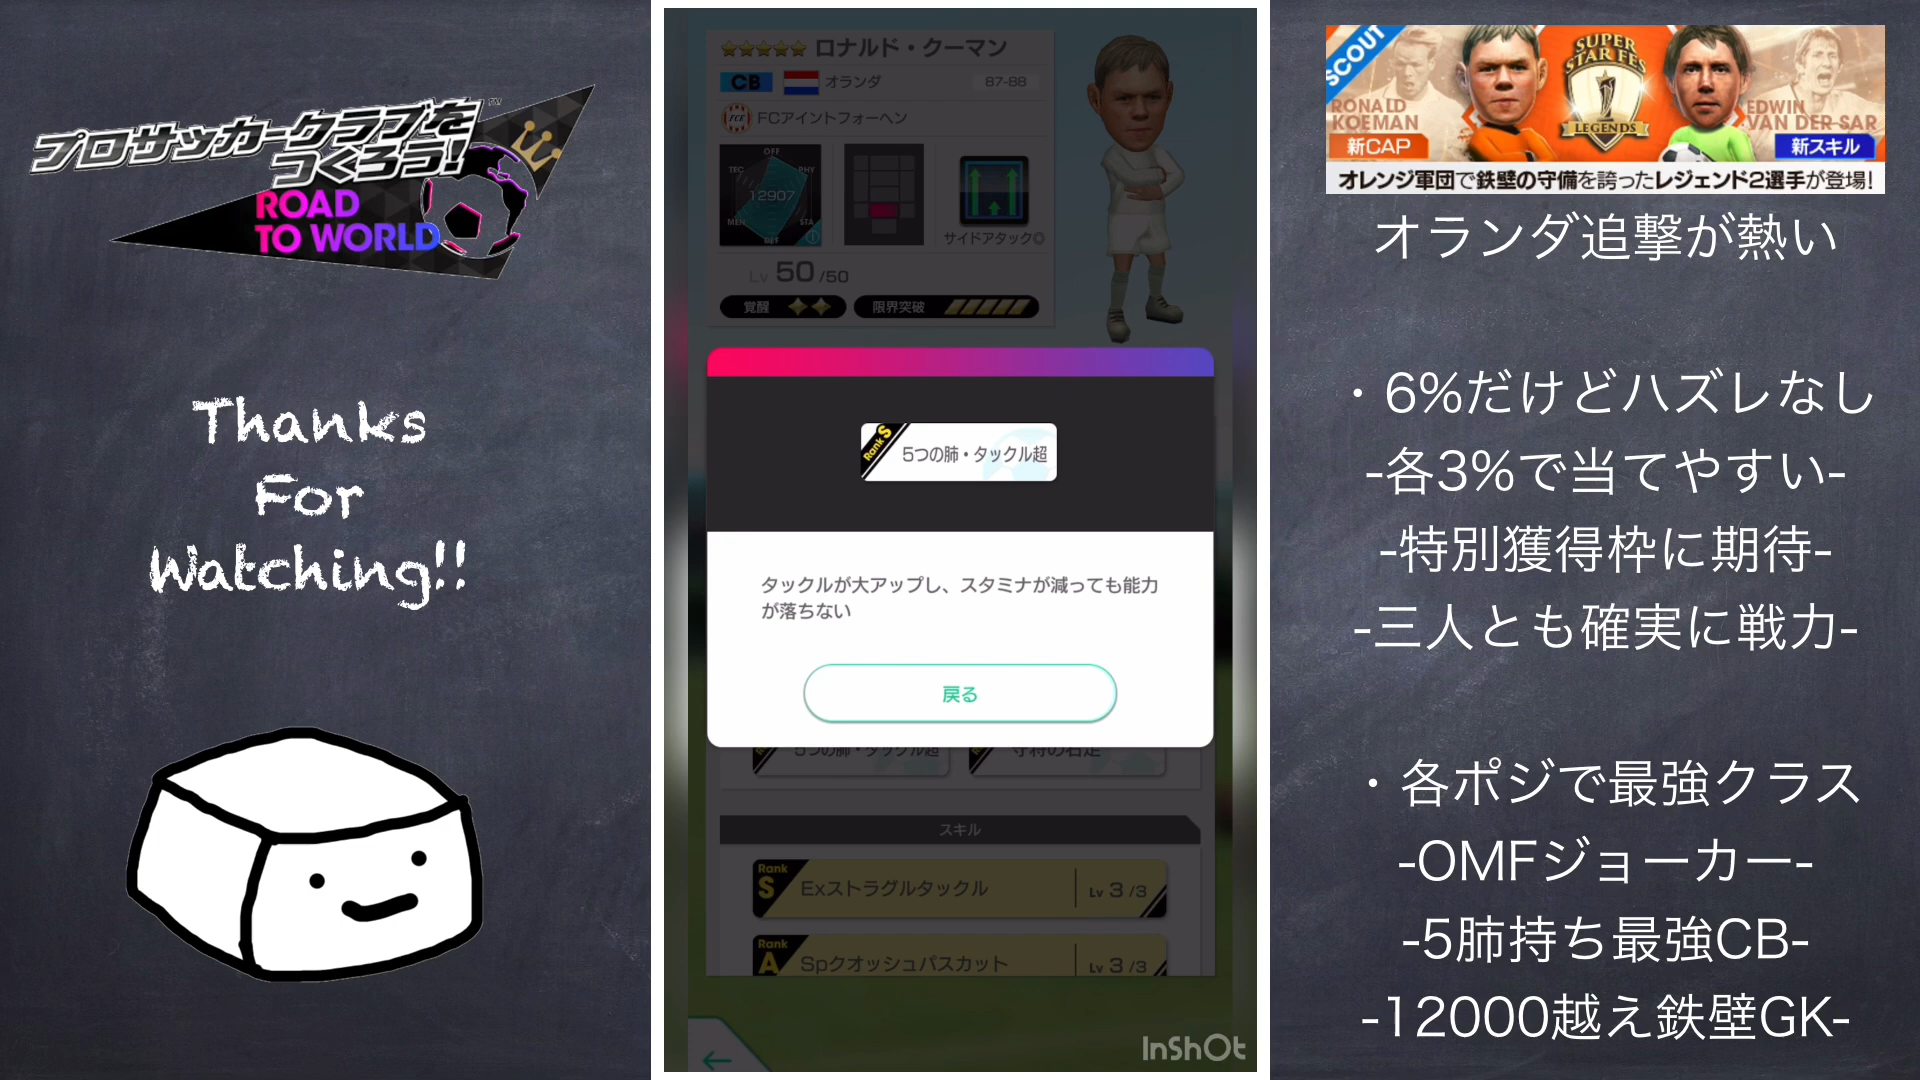 プロサッカークラブを
つくろう!
ROAD
TO WORLD
Thanks
For
Watching!!
ロナルド・クーマン
CB オランダ 87-88
FCアイントフォーヘン
OFF
TEC PHY
12907
MEN STA
DEF
サイドアタック◎
Lv 50/50
覚醒 限界突破
Rank S 5つの肺・タックル超
タックルが大アップし、スタミナが減っても能力
が落ちない
戻る
5つの肺・タックル超
スキル
Rank S Exストラグルタックル Lv 3/3
Rank A Spクオッシュパスカット Lv 3/3
InShOt
SCOUT
SUPER
STAR FES
LEGENDS
RONALD
KOEMAN
新CAP
EDWIN
VAN DER SAR
新スキル
オレンジ軍団で鉄壁の守備を誇ったレジェンド2選手が登場!
オランダ追撃が熱い
・6%だけどハズレなし
-各3%で当てやすい-
-特別獲得枠に期待-
-三人とも確実に戦力-
・各ポジで最強クラス
-OMFジョーカー-
-5肺持ち最強CB-
-12000越え鉄壁GK-